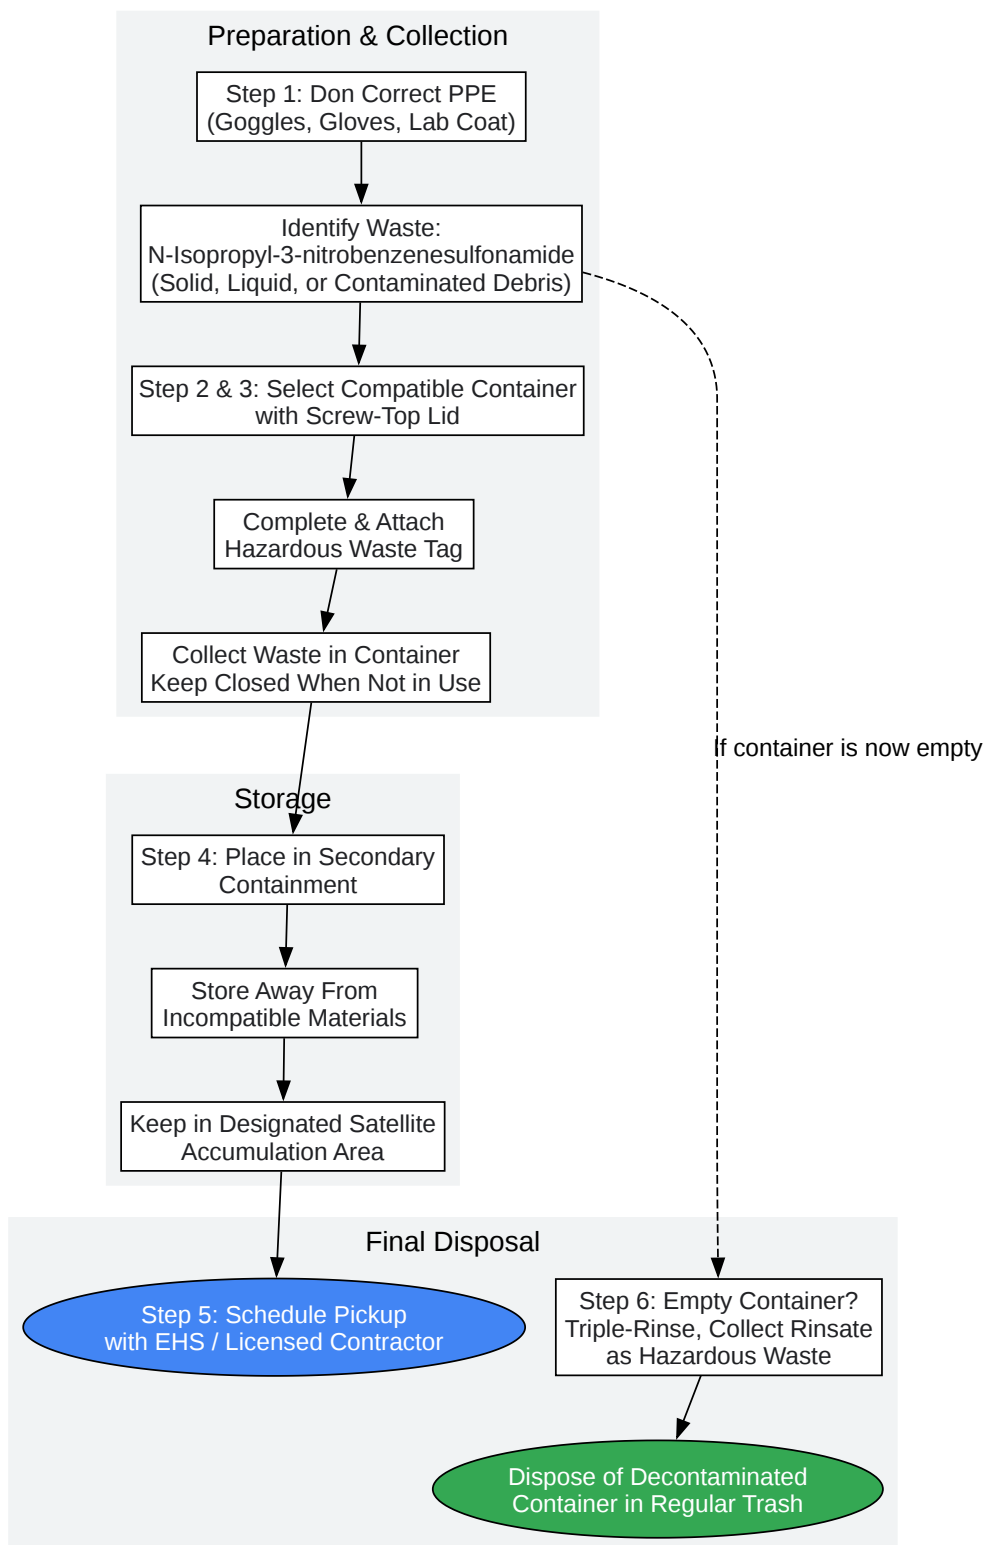 Preparation & Collection
Step 1: Don Correct PPE
(Goggles, Gloves, Lab Coat)
Identify Waste:
N-Isopropyl-3-nitrobenzenesulfonamide
(Solid, Liquid, or Contaminated Debris)
Step 2 & 3: Select Compatible Container
with Screw-Top Lid
Complete & Attach
Hazardous Waste Tag
Collect Waste in Container
Keep Closed When Not in Use
If container is now empty
Storage
Step 4: Place in Secondary
Containment
Store Away From
Incompatible Materials
Keep in Designated Satellite
Accumulation Area
Final Disposal
Step 5: Schedule Pickup
with EHS / Licensed Contractor
Step 6: Empty Container?
Triple-Rinse, Collect Rinsate
as Hazardous Waste
Dispose of Decontaminated
Container in Regular Trash